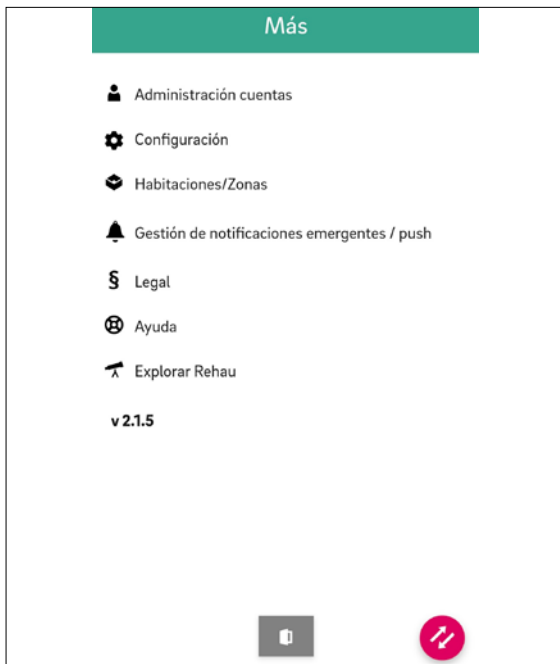 Más
Administración cuentas
Configuración
Habitaciones/Zonas
Gestión de notificaciones emergentes / push
§ Legal
Ayuda
Explorar Rehau
v 2.1.5